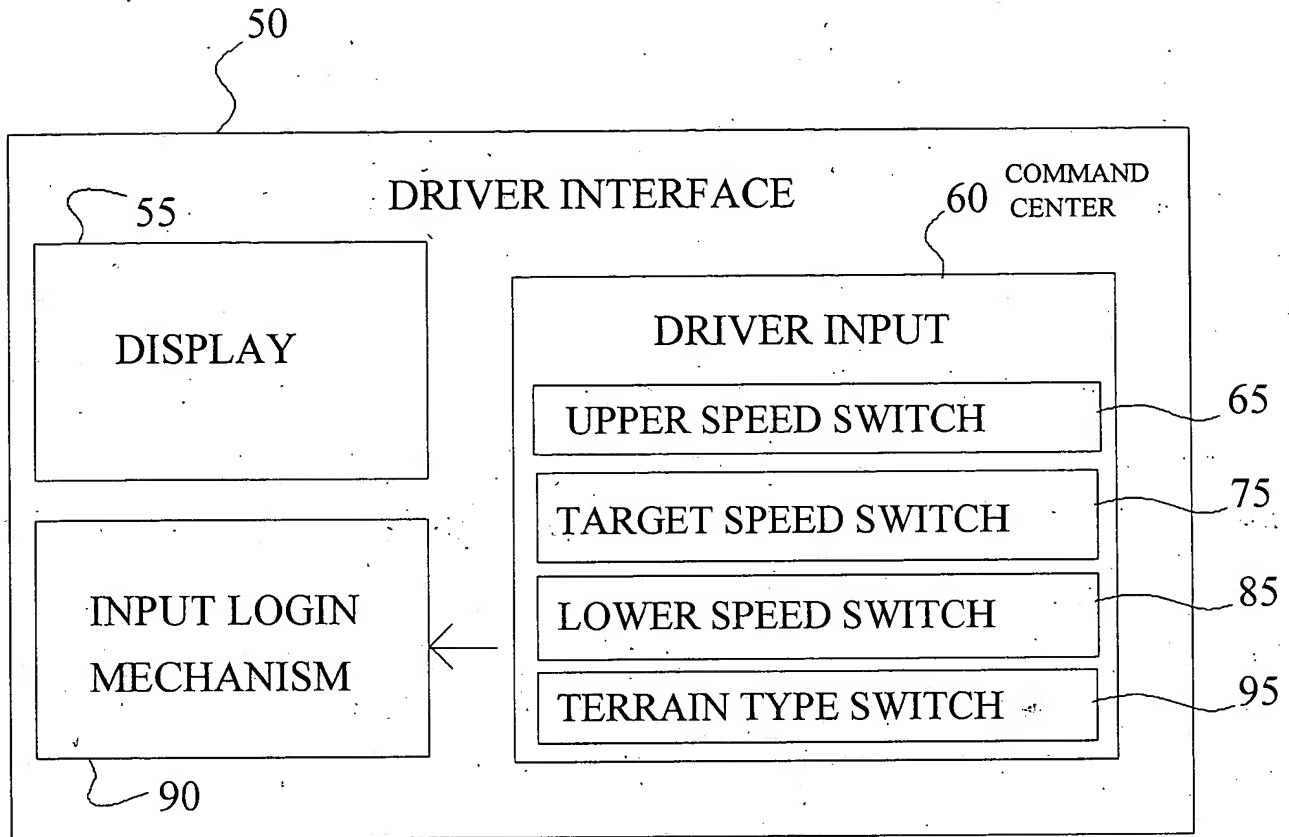 50
DRIVER INTERFACE
COMMAND
CENTER
55
60
DISPLAY
DRIVER INPUT
UPPER SPEED SWITCH
65
TARGET SPEED SWITCH
75
INPUT LOGIN
MECHANISM
LOWER SPEED SWITCH
85
TERRAIN TYPE SWITCH
95
90